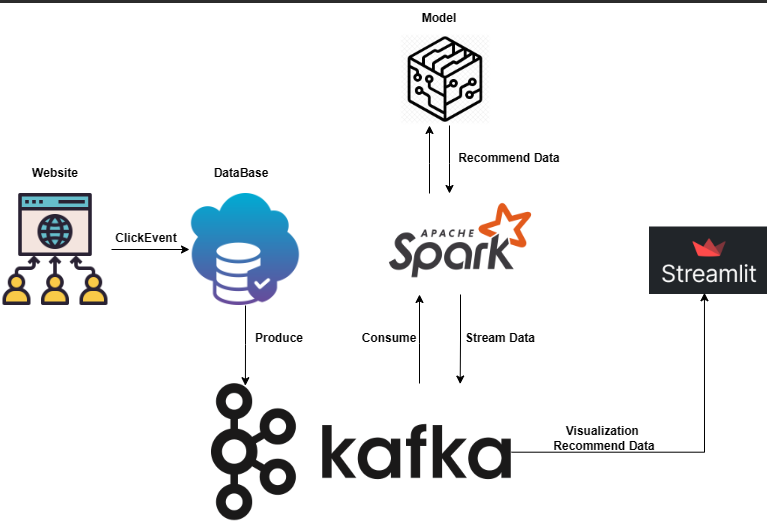 Model
Recommend Data
Website
DataBase
ClickEvent
APACHE
Spark
Streamlit
Produce
Consume
Stream Data
kafka
Visualization
Recommend Data